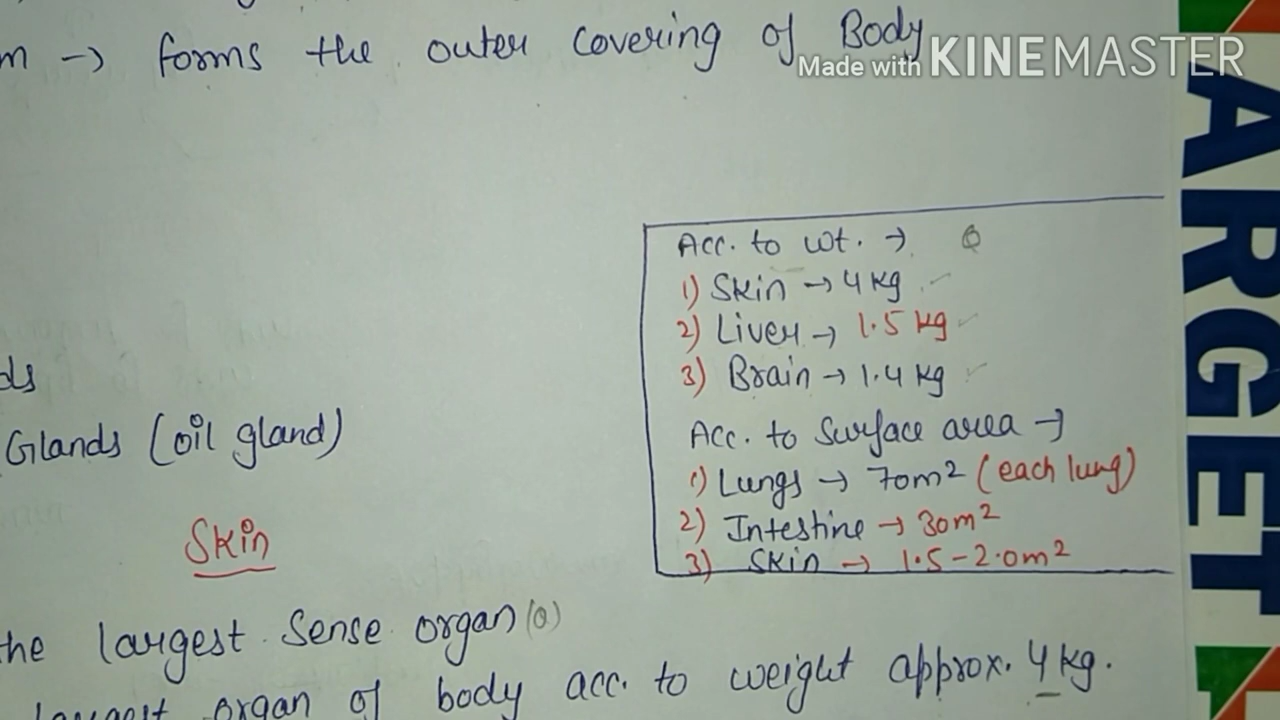 m → forms the outer covering of Body
Made with KINEMASTER
Acc. to wt. → Q
1) Skin → 4 kg
2) Liver → 1.5 kg
3) Brain → 1.4 kg
Acc. to Surface area →
1) Lungs → 70m² (each lung)
2) Intestine → 30m²
3) Skin → 1.5-2.0m²
ds
Glands (oil gland)
Skin
the largest Sense organ (Q)
largest organ of body acc. to weight approx. 4 kg.
ARGET